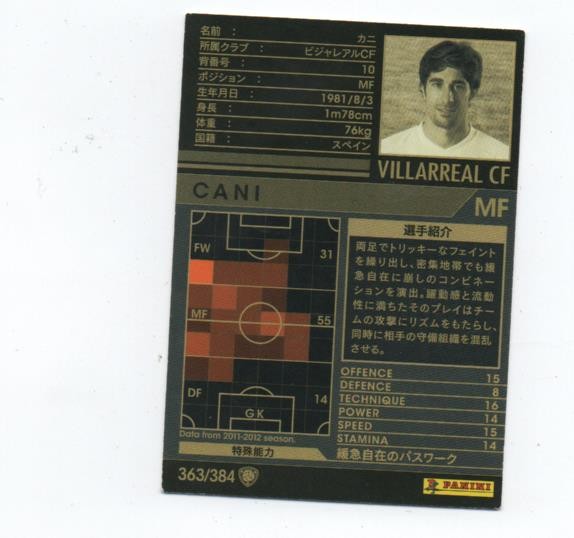 名前 : カニ
所属クラブ : ビジャレアルCF
背番号 : 10
ポジション : MF
生年月日 : 1981/8/3
身長 : 1m78cm
体重 : 76kg
国籍 : スペイン
VILLARREAL CF
CANI
MF
FW 31
MF 55
DF 14
GK
Data from 2011-2012 season.
選手紹介
両足でトリッキーなフェイント
を繰り出し、密集地帯でも緩
急自在に崩しのコンビネー
ションを演出。躍動感と流動
性に満ちたそのプレイはチー
ムの攻撃にリズムをもたらし、
同時に相手の守備組織を混乱
させる。
OFFENCE 15
DEFENCE 8
TECHNIQUE 16
POWER 14
SPEED 15
STAMINA 14
特殊能力
緩急自在のパスワーク
363/384
PANINI